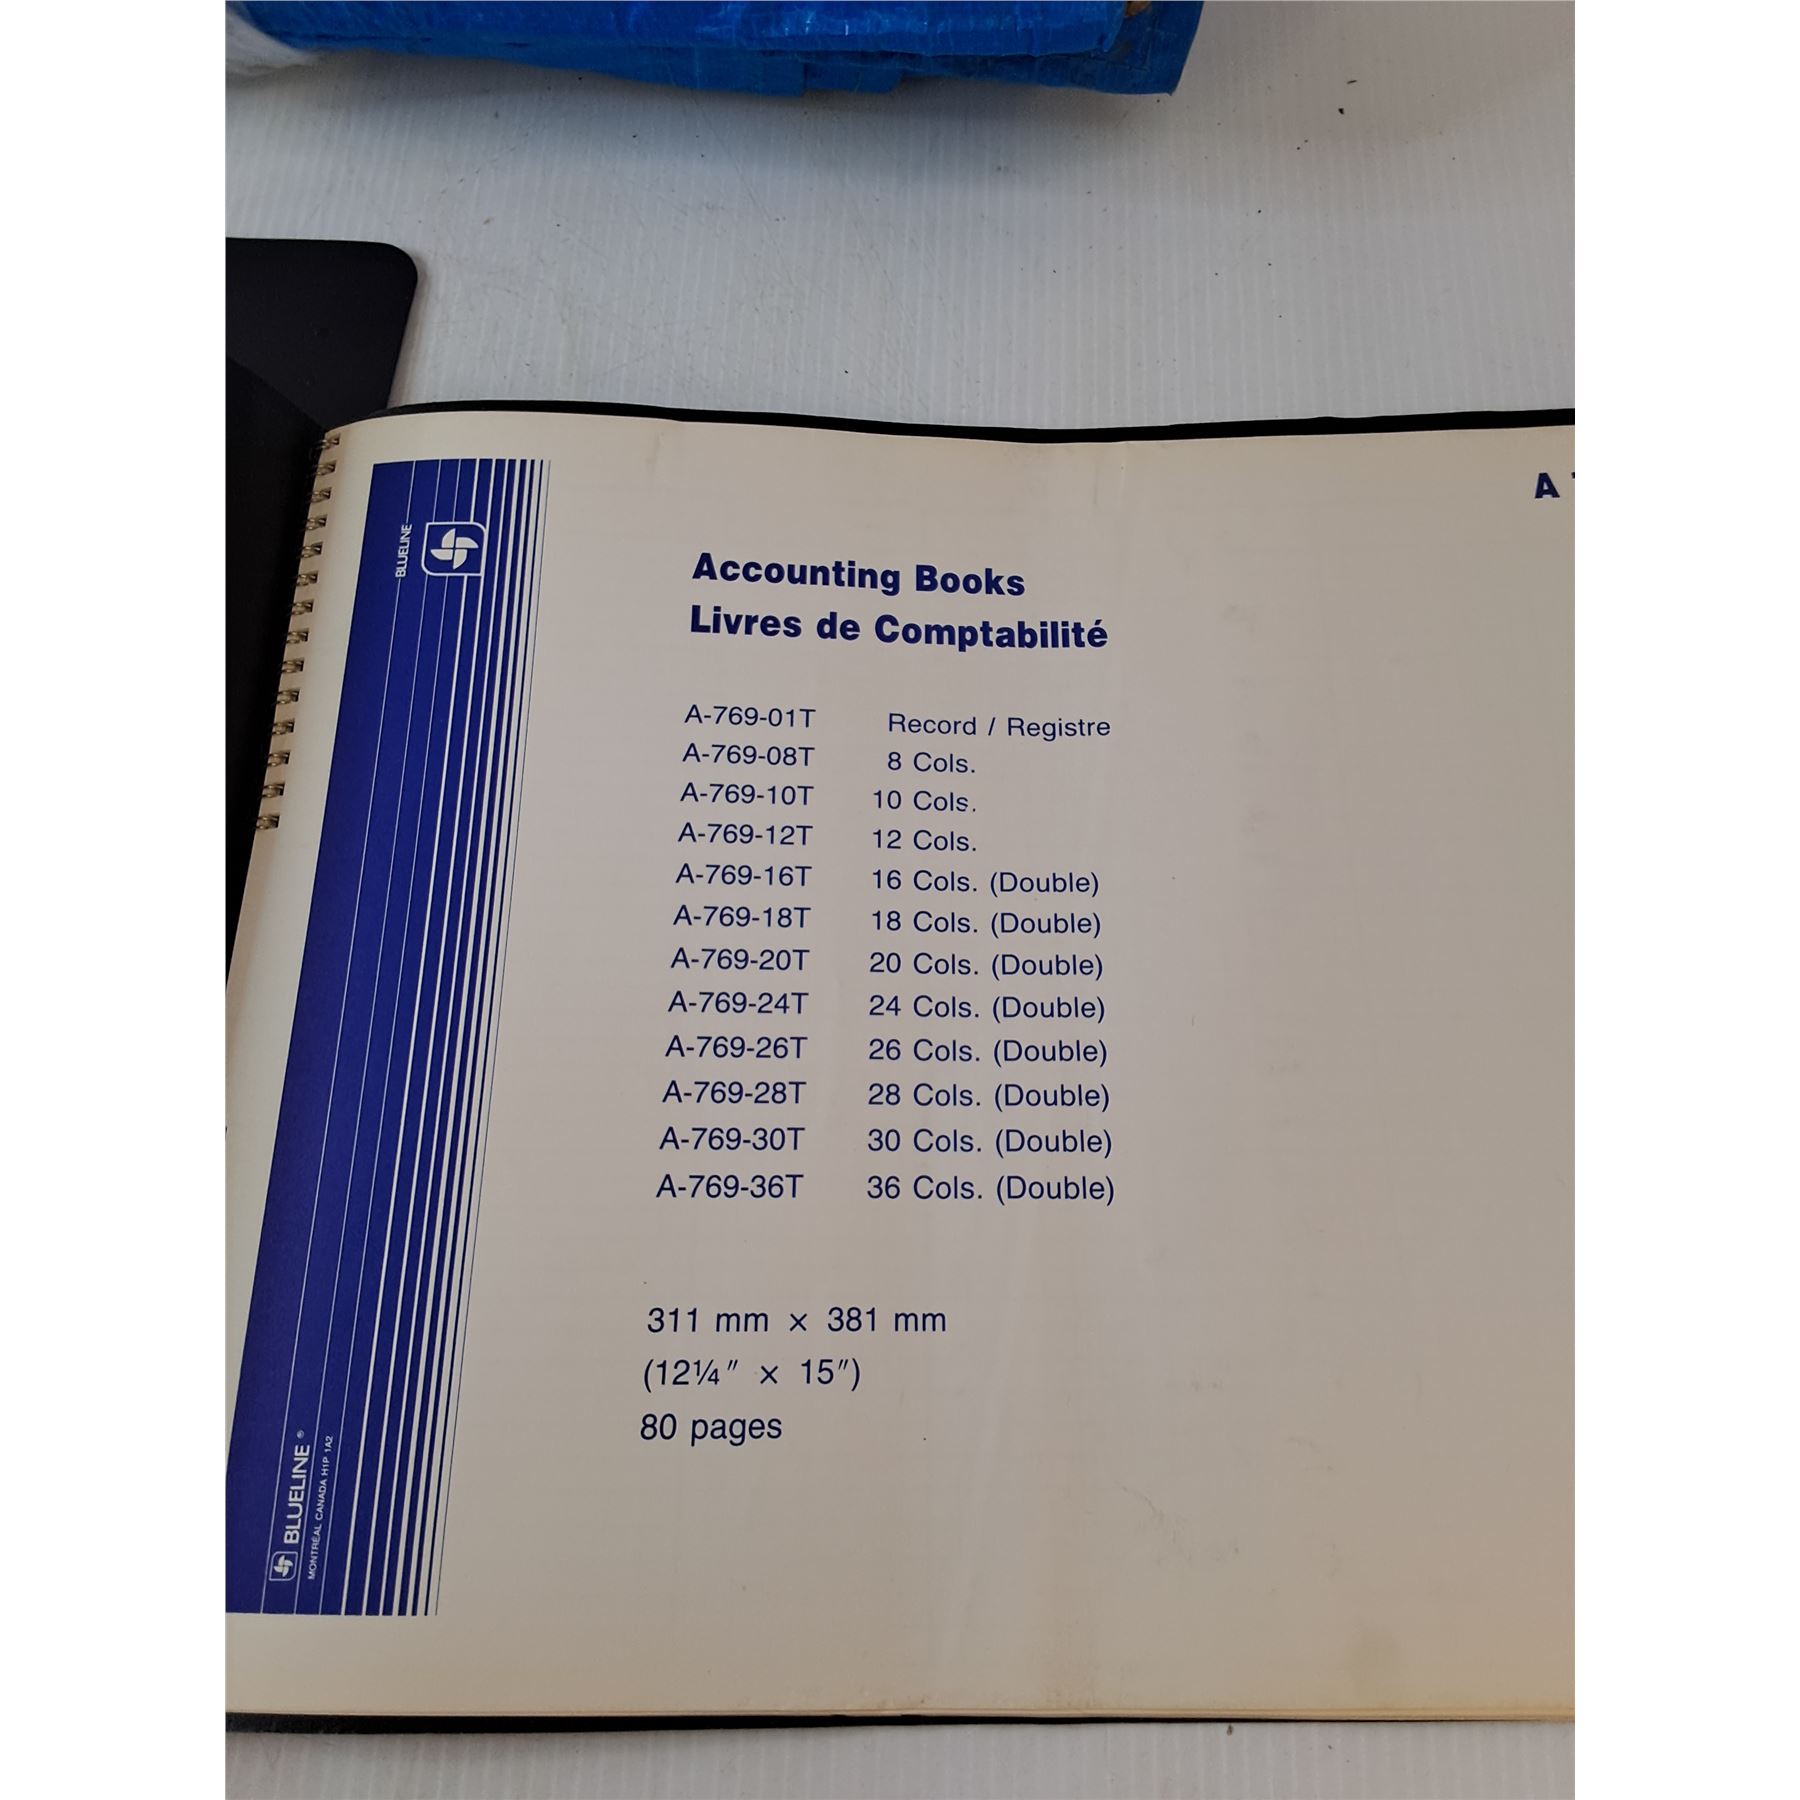 A
BLUELINE
Accounting Books
Livres de Comptabilité
A-769-01T Record / Registre
A-769-08T 8 Cols.
A-769-10T 10 Cols.
A-769-12T 12 Cols.
A-769-16T 16 Cols. (Double)
A-769-18T 18 Cols. (Double)
A-769-20T 20 Cols. (Double)
A-769-24T 24 Cols. (Double)
A-769-26T 26 Cols. (Double)
A-769-28T 28 Cols. (Double)
A-769-30T 30 Cols. (Double)
A-769-36T 36 Cols. (Double)
311 mm × 381 mm
(12¼" × 15")
80 pages
BLUELINE ®
MONTRÉAL CANADA H1P 1A2